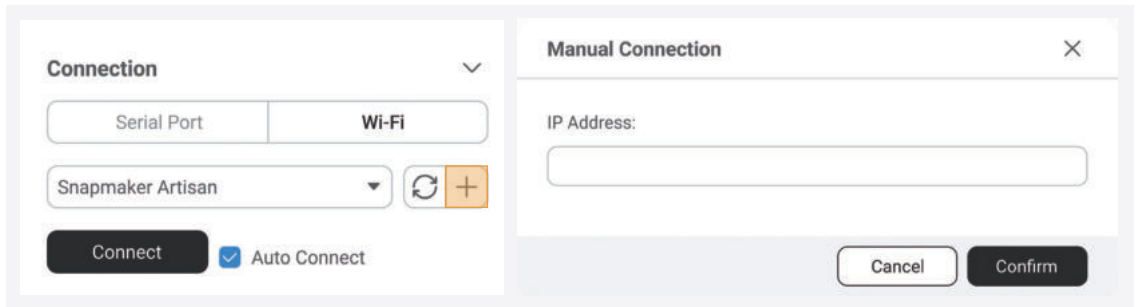 Connection
Serial Port Wi-Fi
Snapmaker Artisan
Connect Auto Connect
Manual Connection
IP Address:
Cancel Confirm